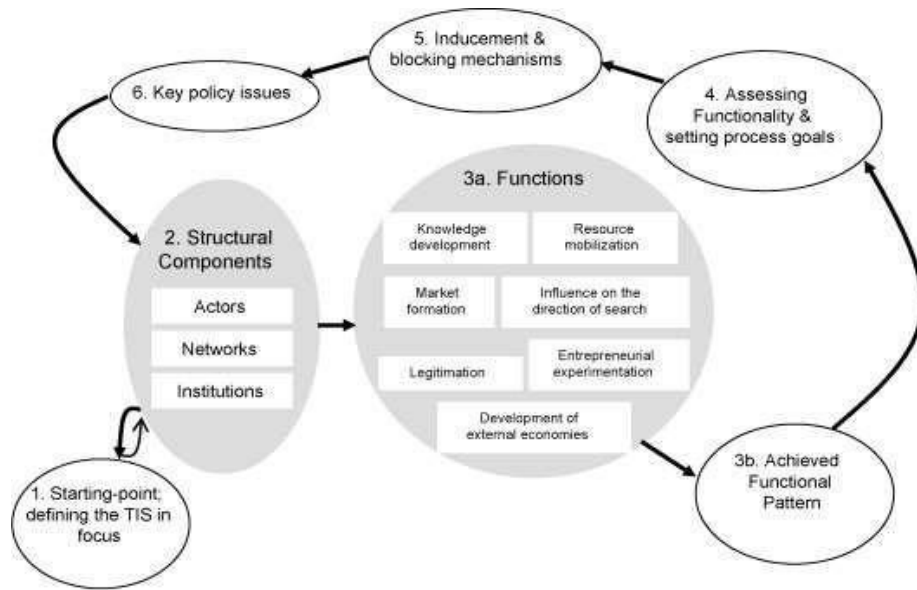 1. Starting-point;
defining the TIS in
focus
2. Structural
Components
Actors
Networks
Institutions
3a. Functions
Knowledge
development
Resource
mobilization
Market
formation
Influence on the
direction of search
Legitimation
Entrepreneurial
experimentation
Development of
external economies
3b. Achieved
Functional
Pattern
4. Assessing
Functionality &
setting process goals
5. Inducement &
blocking mechanisms
6. Key policy issues